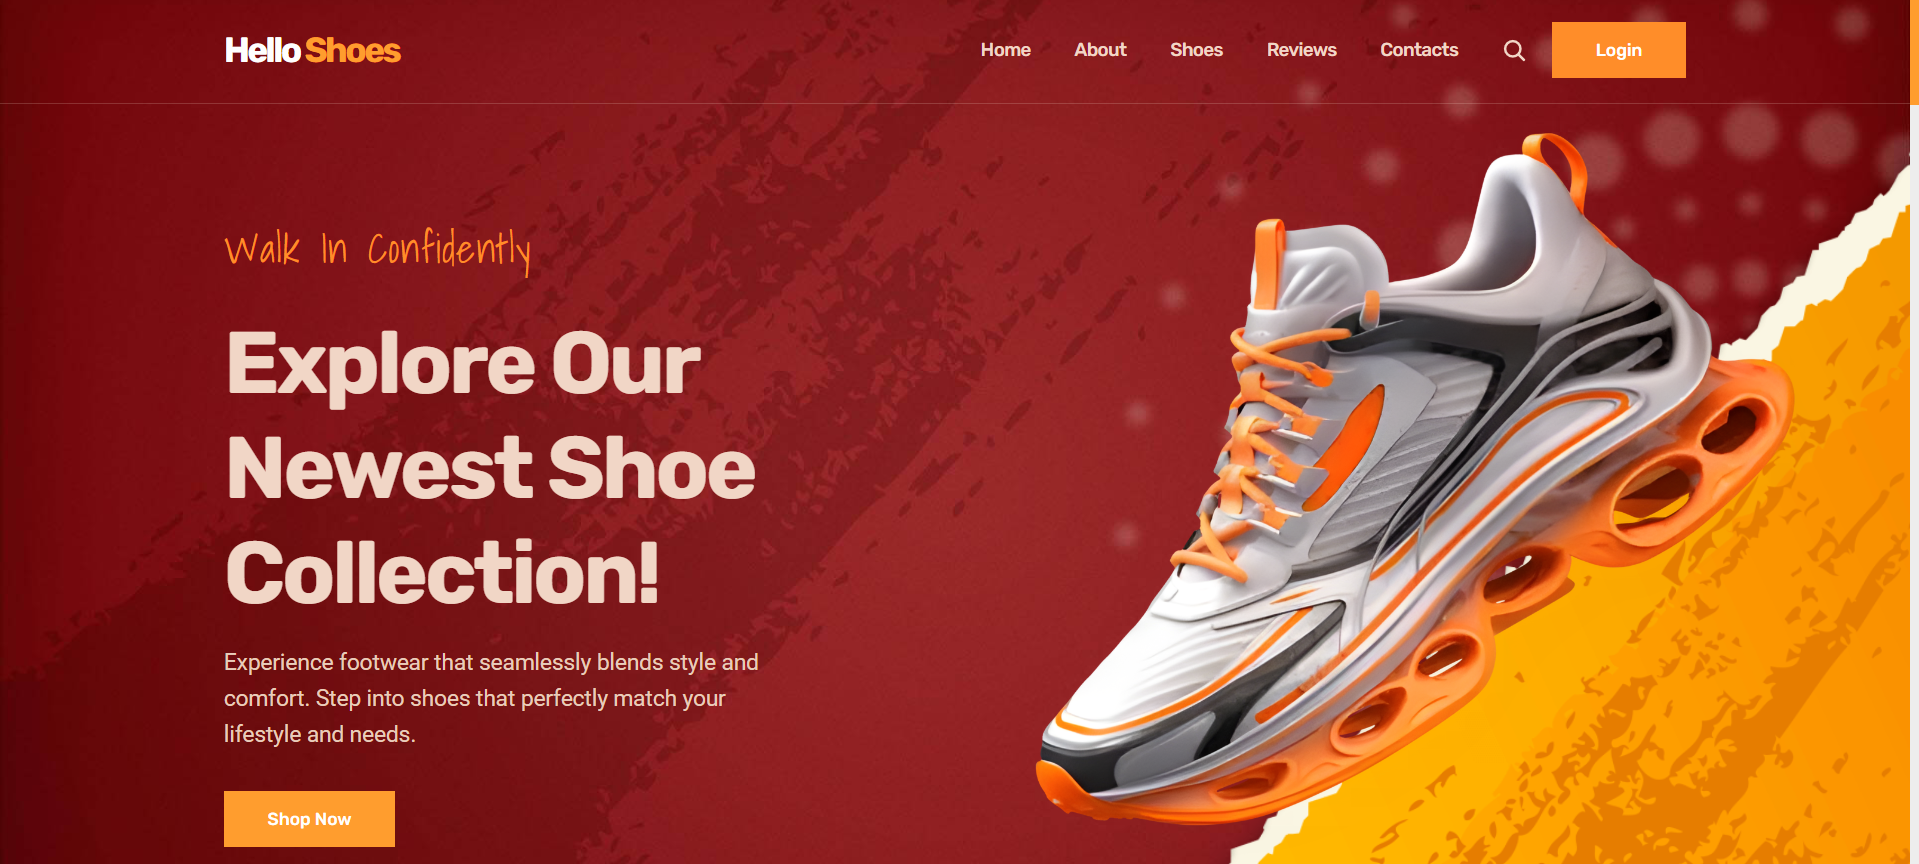 Hello Shoes
Home About Shoes Reviews Contacts Login
Walk In Confidently
Explore Our
Newest Shoe
Collection!
Experience footwear that seamlessly blends style and
comfort. Step into shoes that perfectly match your
lifestyle and needs.
Shop Now